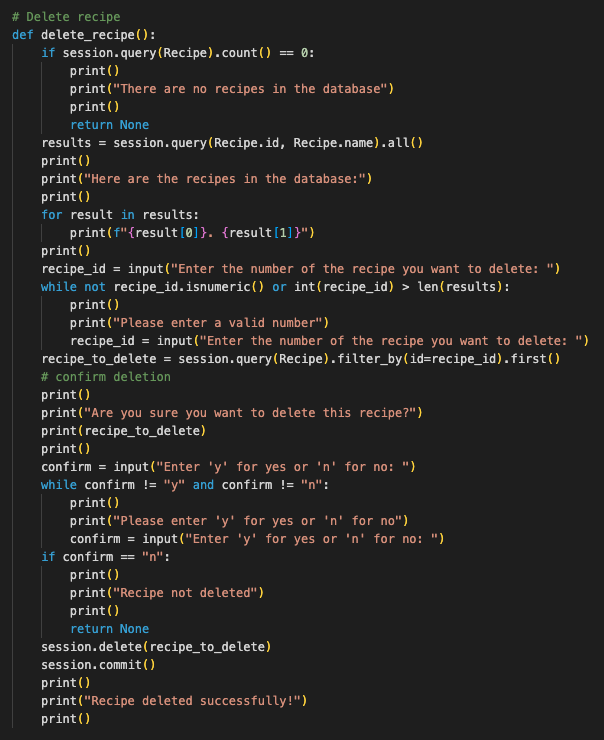 # Delete recipe
def delete_recipe():
    if session.query(Recipe).count() == 0:
        print()
        print("There are no recipes in the database")
        print()
        return None
    results = session.query(Recipe.id, Recipe.name).all()
    print()
    print("Here are the recipes in the database:")
    print()
    for result in results:
        print(f"{result[0]}. {result[1]}")
    print()
    recipe_id = input("Enter the number of the recipe you want to delete: ")
    while not recipe_id.isnumeric() or int(recipe_id) > len(results):
        print()
        print("Please enter a valid number")
        recipe_id = input("Enter the number of the recipe you want to delete: ")
    recipe_to_delete = session.query(Recipe).filter_by(id=recipe_id).first()
    # confirm deletion
    print()
    print("Are you sure you want to delete this recipe?")
    print(recipe_to_delete)
    print()
    confirm = input("Enter 'y' for yes or 'n' for no: ")
    while confirm != "y" and confirm != "n":
        print()
        print("Please enter 'y' for yes or 'n' for no")
        confirm = input("Enter 'y' for yes or 'n' for no: ")
    if confirm == "n":
        print()
        print("Recipe not deleted")
        print()
        return None
    session.delete(recipe_to_delete)
    session.commit()
    print()
    print("Recipe deleted successfully!")
    print()